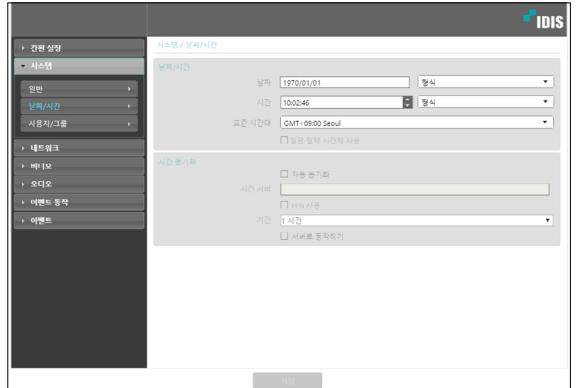 IDIS
간편 설정
시스템
일반
날짜/시간
사용자/그룹
네트워크
비디오
오디오
이벤트 동작
이벤트
시스템 / 날짜/시간
날짜/시간
날짜 1970/01/01 형식
시간 10:02:46 형식
표준 시간대 GMT+09:00 Seoul
일광 절약 시간제 사용
시간 동기화
자동 동기화
시간 서버
사용
기간 1 시간
서버로 동작하기
저장